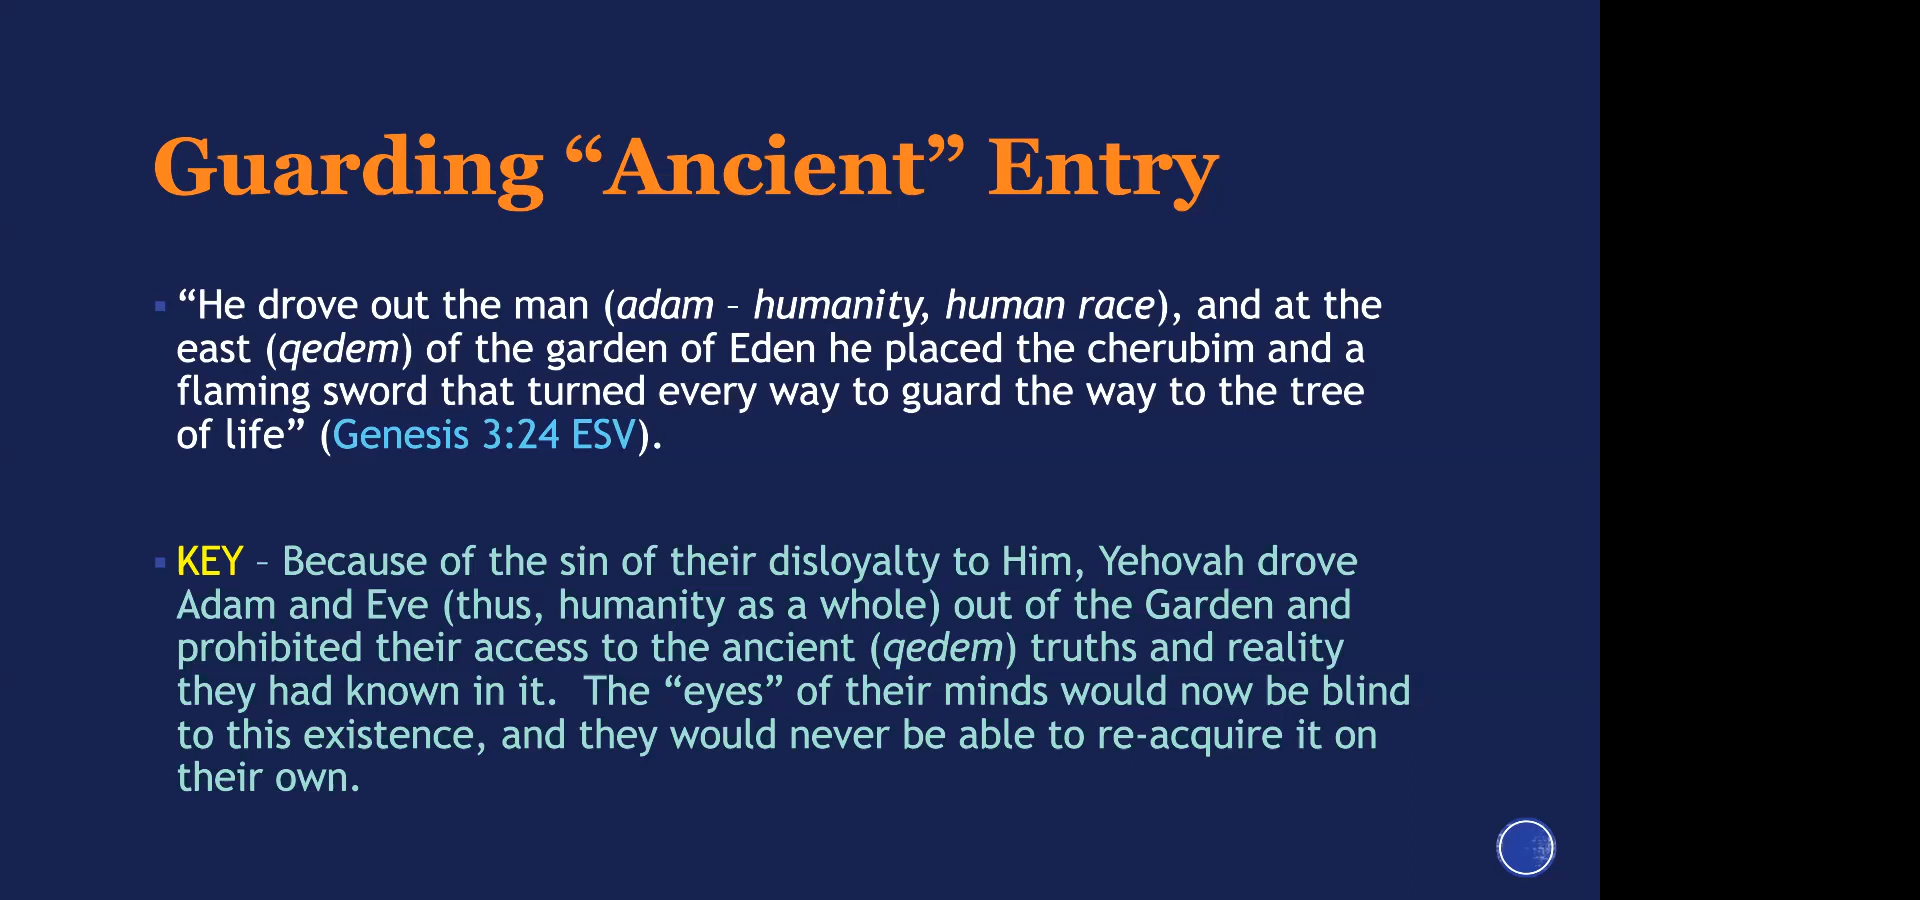 Guarding “Ancient” Entry
“He drove out the man (adam – humanity, human race), and at the
east (qedem) of the garden of Eden he placed the cherubim and a
flaming sword that turned every way to guard the way to the tree
of life” (Genesis 3:24 ESV).
KEY – Because of the sin of their disloyalty to Him, Yehovah drove
Adam and Eve (thus, humanity as a whole) out of the Garden and
prohibited their access to the ancient (qedem) truths and reality
they had known in it.  The “eyes” of their minds would now be blind
to this existence, and they would never be able to re-acquire it on
their own.